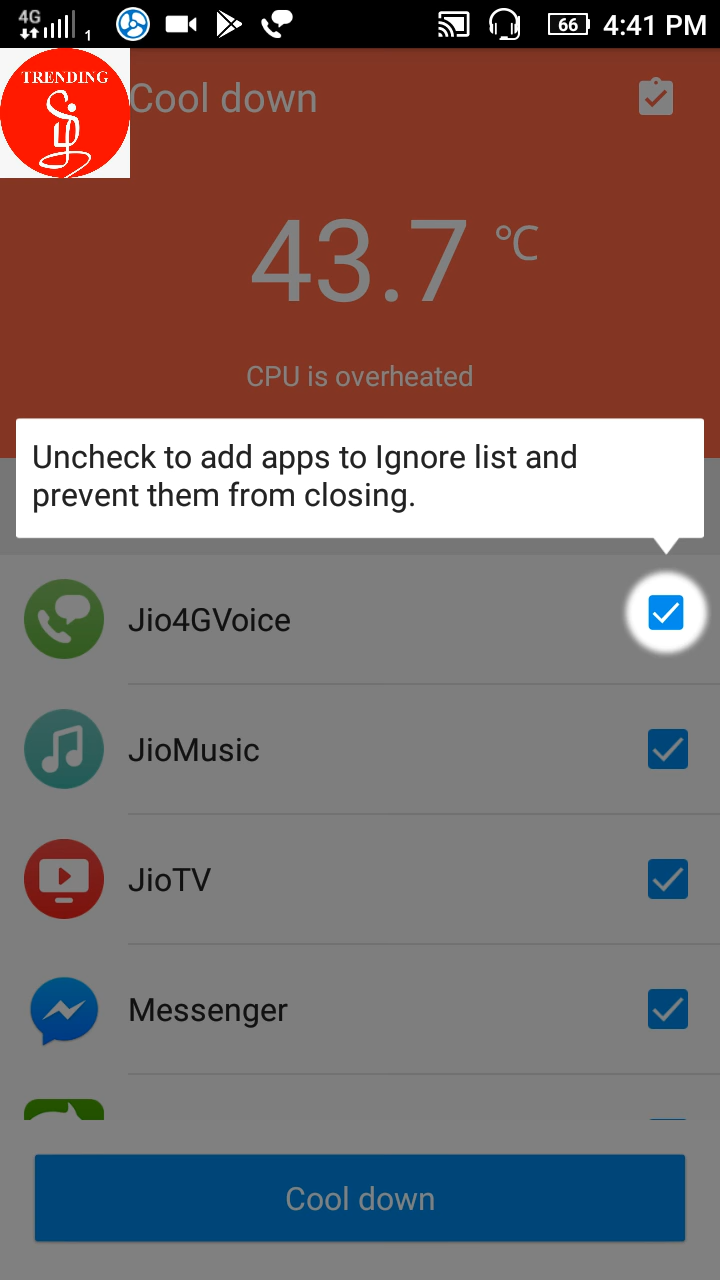 4G
1
66
4:41 PM
TRENDING
Cool down
43.7 °C
CPU is overheated
Uncheck to add apps to Ignore list and
prevent them from closing.
Jio4GVoice
JioMusic
JioTV
Messenger
Cool down